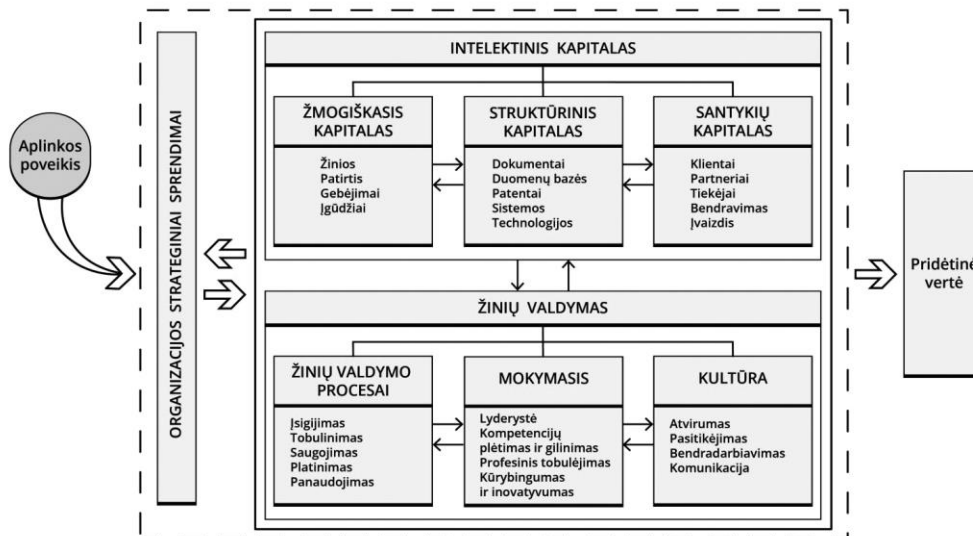 Aplinkos
poveikis
ORGANIZACIJOS STRATEGINIAI SPRENDIMAI
INTELEKTINIS KAPITALAS
ŽMOGIŠKASIS
KAPITALAS
Žinios
Patirtis
Gebėjimai
Įgūdžiai
STRUKTŪRINIS
KAPITALAS
Dokumentai
Duomenų bazės
Patentai
Sistemos
Technologijos
SANTYKIŲ
KAPITALAS
Klientai
Partneriai
Tiekėjai
Bendravimas
Įvaizdis
ŽINIŲ VALDYMAS
ŽINIŲ VALDYMO
PROCESAI
Įsigijimas
Tobulinimas
Saugojimas
Platinimas
Panaudojimas
MOKYMASIS
Lyderystė
Kompetencijų
plėtimas ir gilinimas
Profesinis tobulėjimas
Kūrybingumas
ir inovatyvumas
KULTŪRA
Atvirumas
Pasitikėjimas
Bendradarbiavimas
Komunikacija
Pridėtinė
vertė